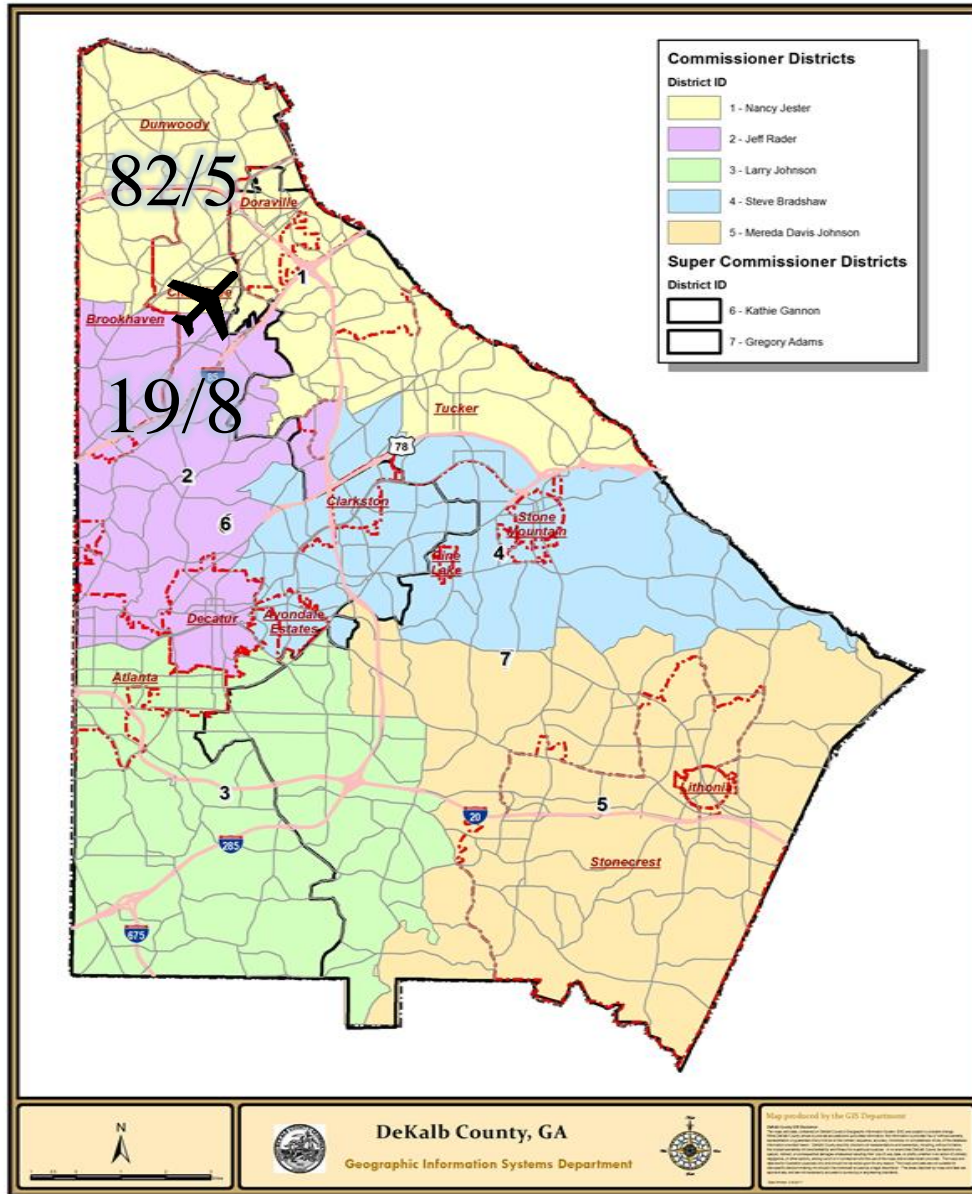 Commissioner Districts
District ID
1 - Nancy Jester
2 - Jeff Rader
3 - Larry Johnson
4 - Steve Bradshaw
5 - Mereda Davis Johnson
Super Commissioner Districts
District ID
6 - Kathie Gannon
7 - Gregory Adams
Dunwoody
82/5
Doraville
1
Brookhaven
85
19/8
Tucker
78
2
Clarkston
6
Stone
Mountain
4
Lake
Decatur
Avondale
Estates
7
Atlanta
3
5
20
285
Stonecrest
675
N
DeKalb County, GA
Geographic Information Systems Department
Map produced by the GIS Department